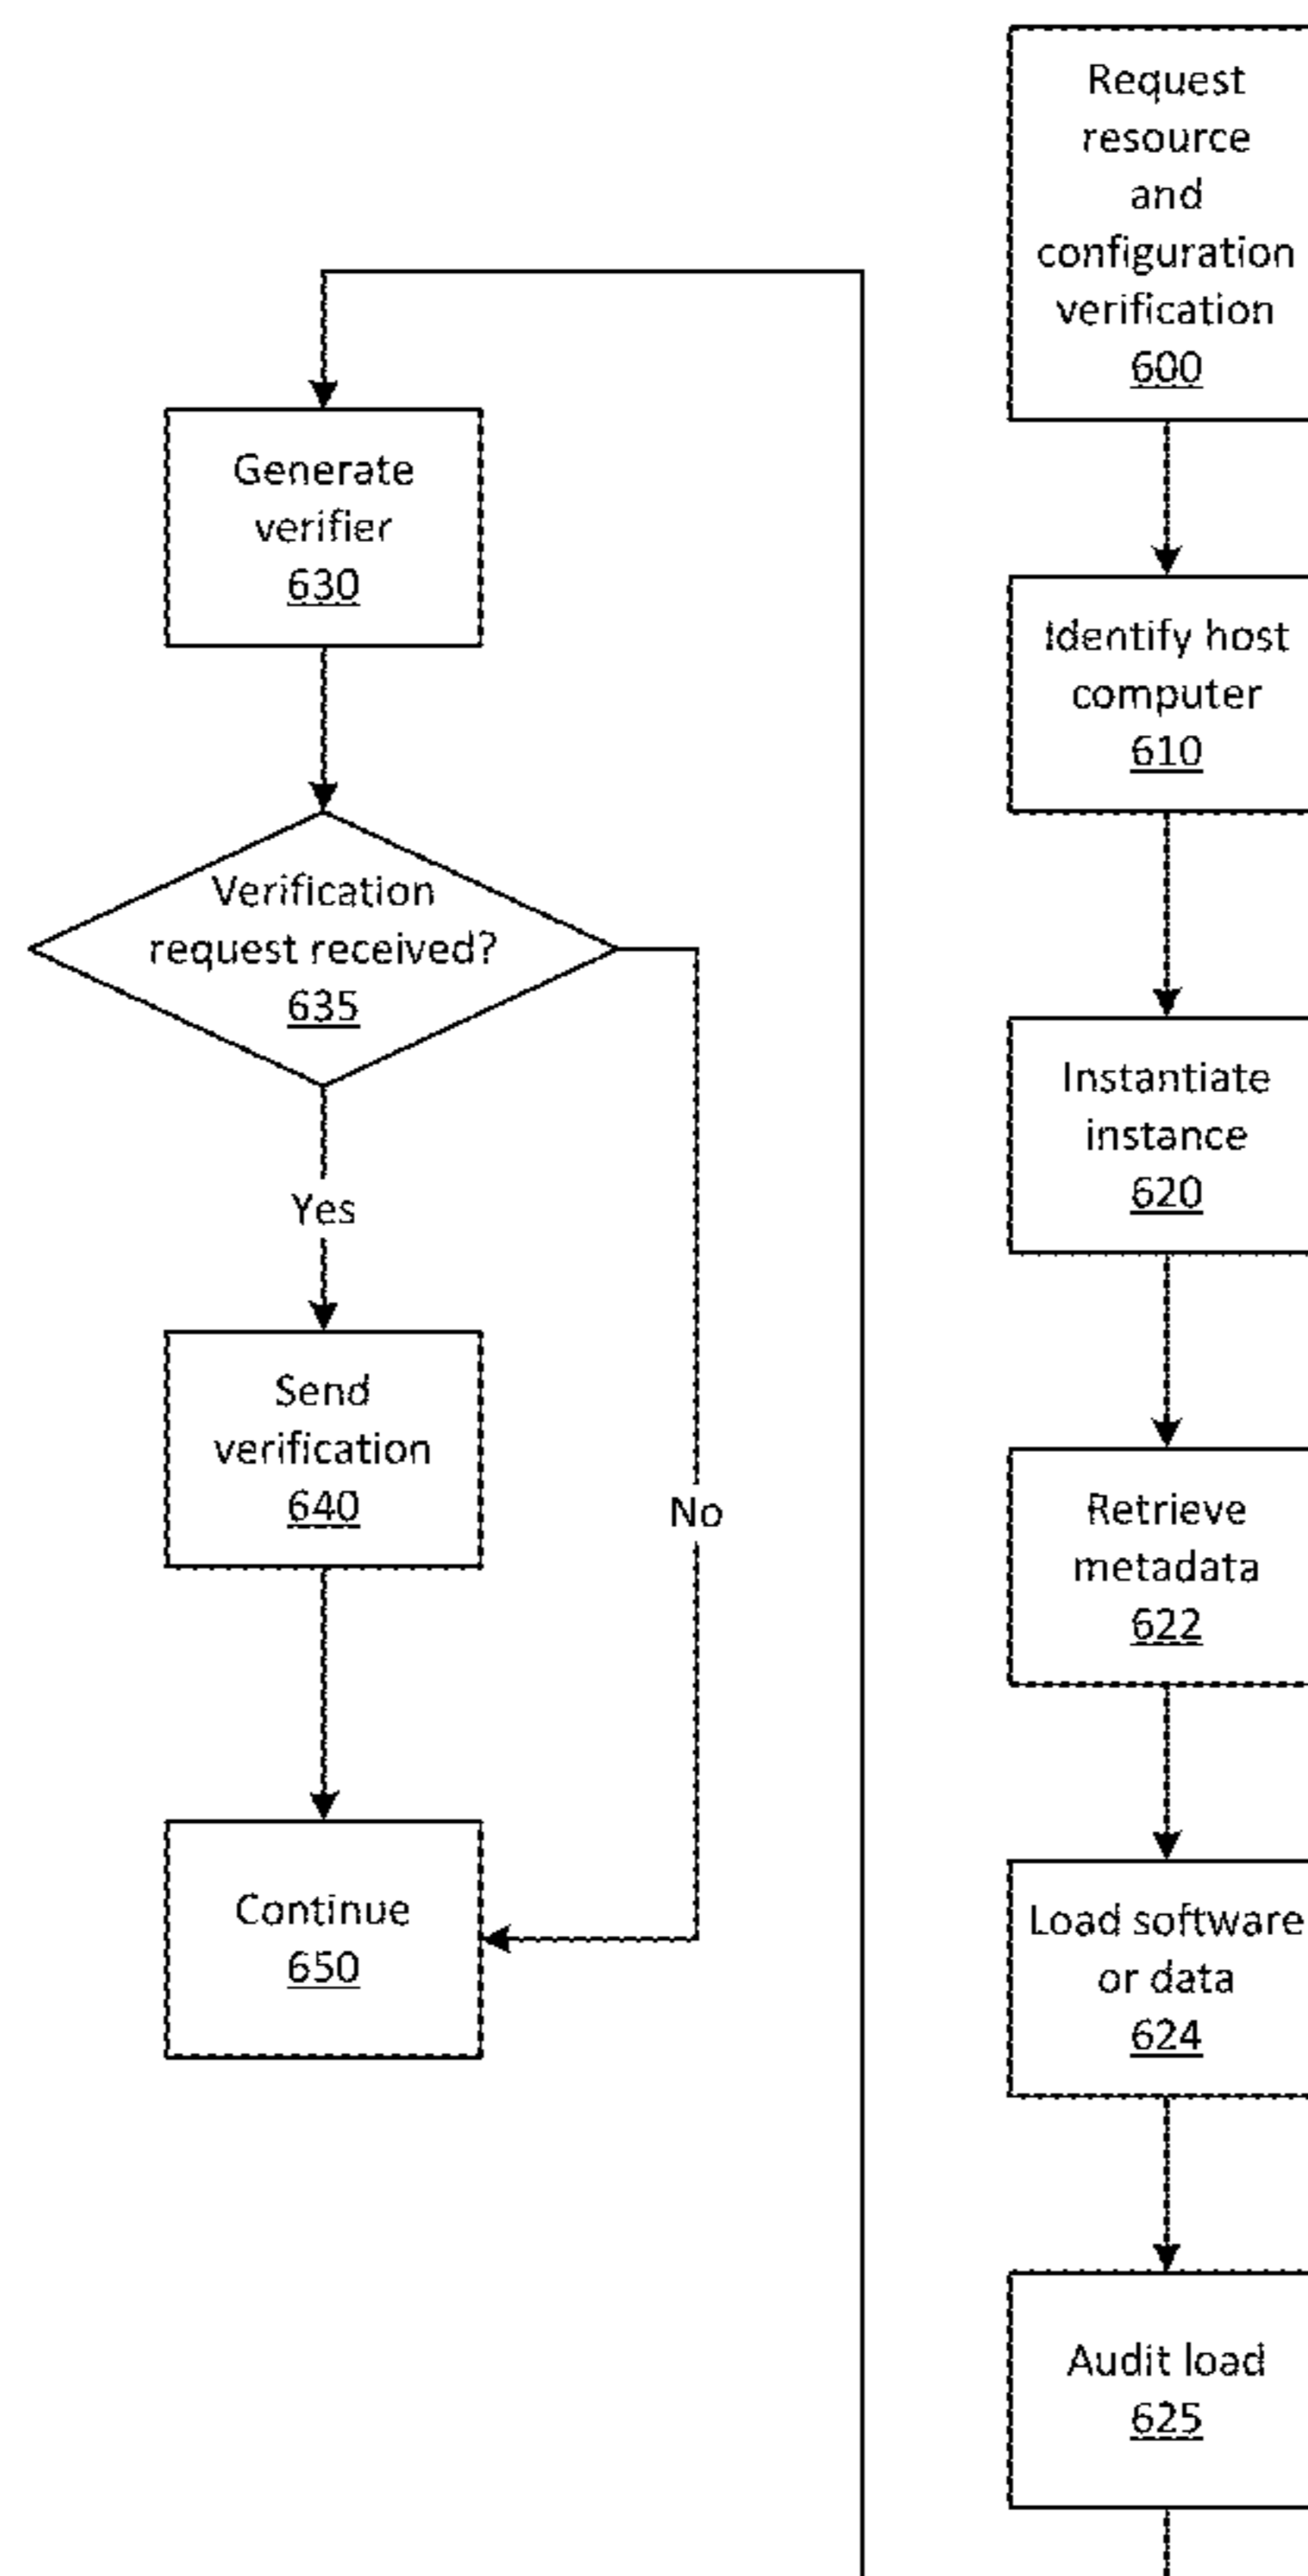 Request
resource
and
configuration
verification
600
Identify host
computer
610
Instantiate
instance
620
Retrieve
metadata
622
Load software
or data
624
Audit load
625
Generate
verifier
630
Verification
request received?
635
Yes
No
Send
verification
640
Continue
650